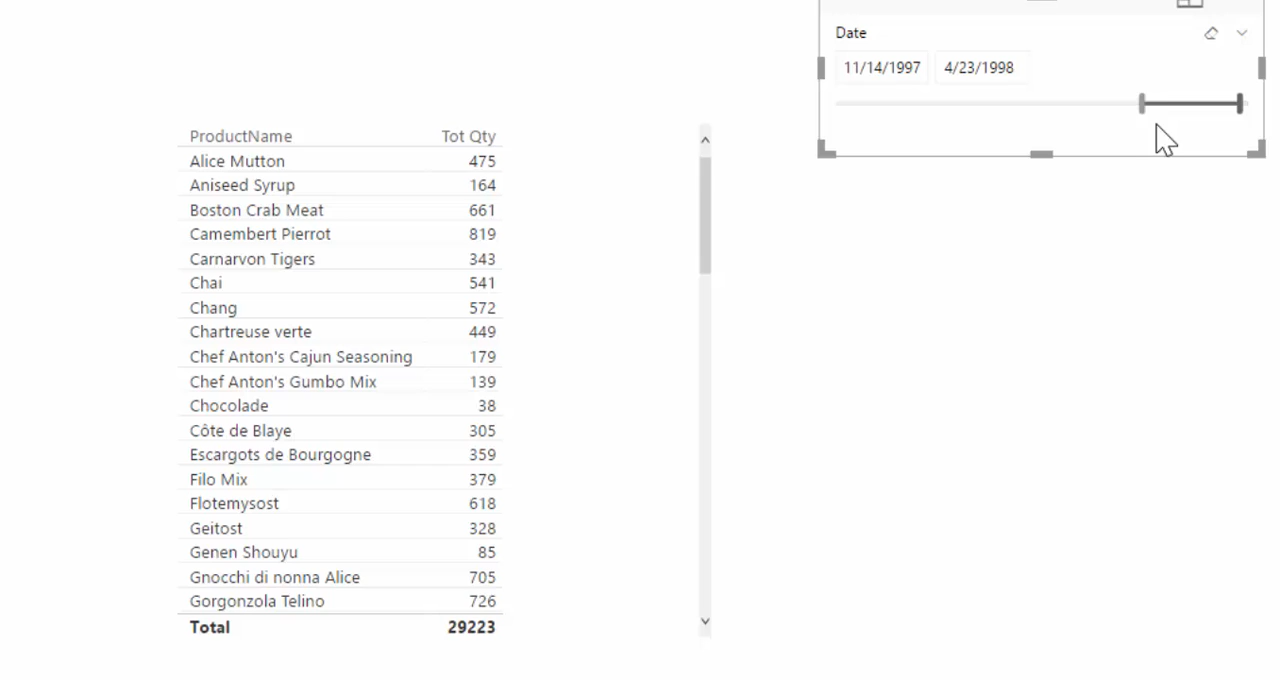 Date
11/14/1997 4/23/1998
ProductName Tot Qty
Alice Mutton 475
Aniseed Syrup 164
Boston Crab Meat 661
Camembert Pierrot 819
Carnarvon Tigers 343
Chai 541
Chang 572
Chartreuse verte 449
Chef Anton's Cajun Seasoning 179
Chef Anton's Gumbo Mix 139
Chocolade 38
Côte de Blaye 305
Escargots de Bourgogne 359
Filo Mix 379
Flotemysost 618
Geitost 328
Genen Shouyu 85
Gnocchi di nonna Alice 705
Gorgonzola Telino 726
Total 29223